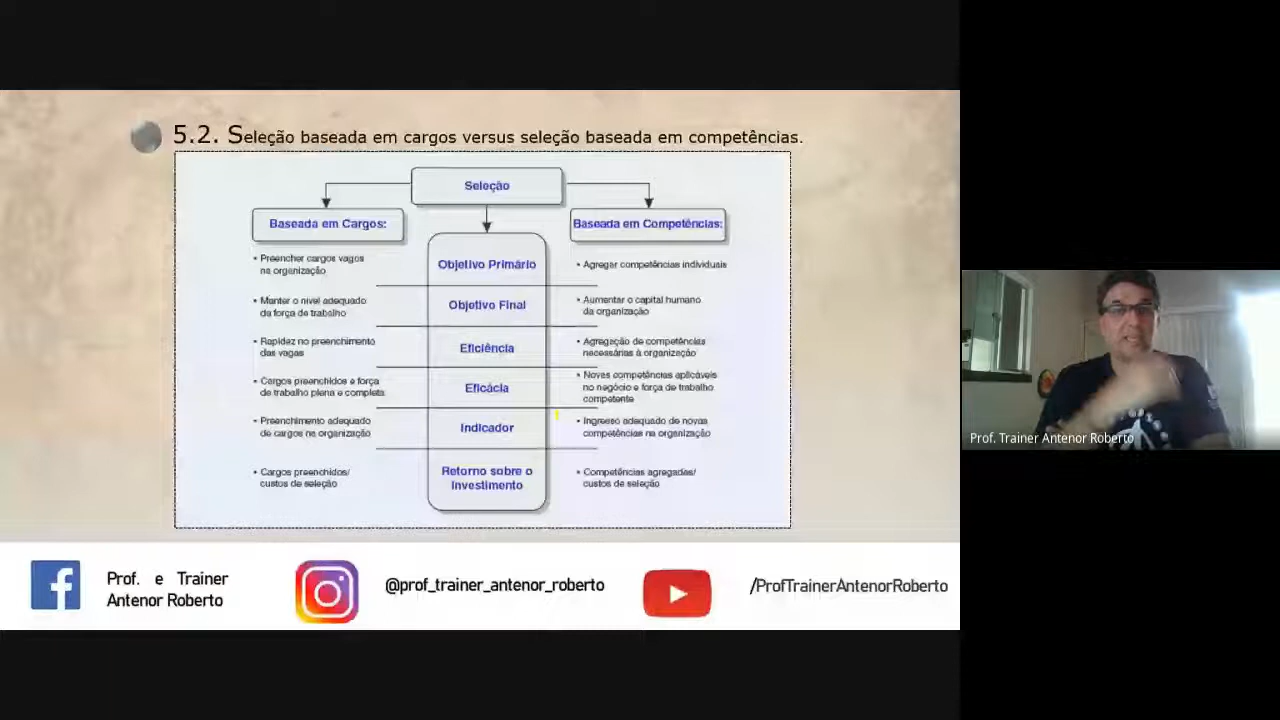 5.2. Seleção baseada em cargos versus seleção baseada em competências.
Seleção
Baseada em Cargos:
Baseada em Competências:
• Preencher cargos vagos
na organização
Objetivo Primário
• Agregar competências individuais
• Manter o nível adequado
da força de trabalho
Objetivo Final
• Aumentar o capital humano
da organização
• Rapidez no preenchimento
das vagas
Eficiência
• Agregação de competências
necessárias à organização
• Cargos preenchidos e força
de trabalho plena e completa
Eficácia
• Novas competências aplicáveis
no negócio e força de trabalho
competente
• Preenchimento adequado
de cargos na organização
Indicador
• Ingresso adequado de novas
competências na organização
• Cargos preenchidos/
custos de seleção
Retorno sobre o
Investimento
• Competências agregadas/
custos de seleção
Prof. e Trainer
Antenor Roberto
@prof_trainer_antenor_roberto
/ProfTrainerAntenorRoberto
Prof. Trainer Antenor Roberto